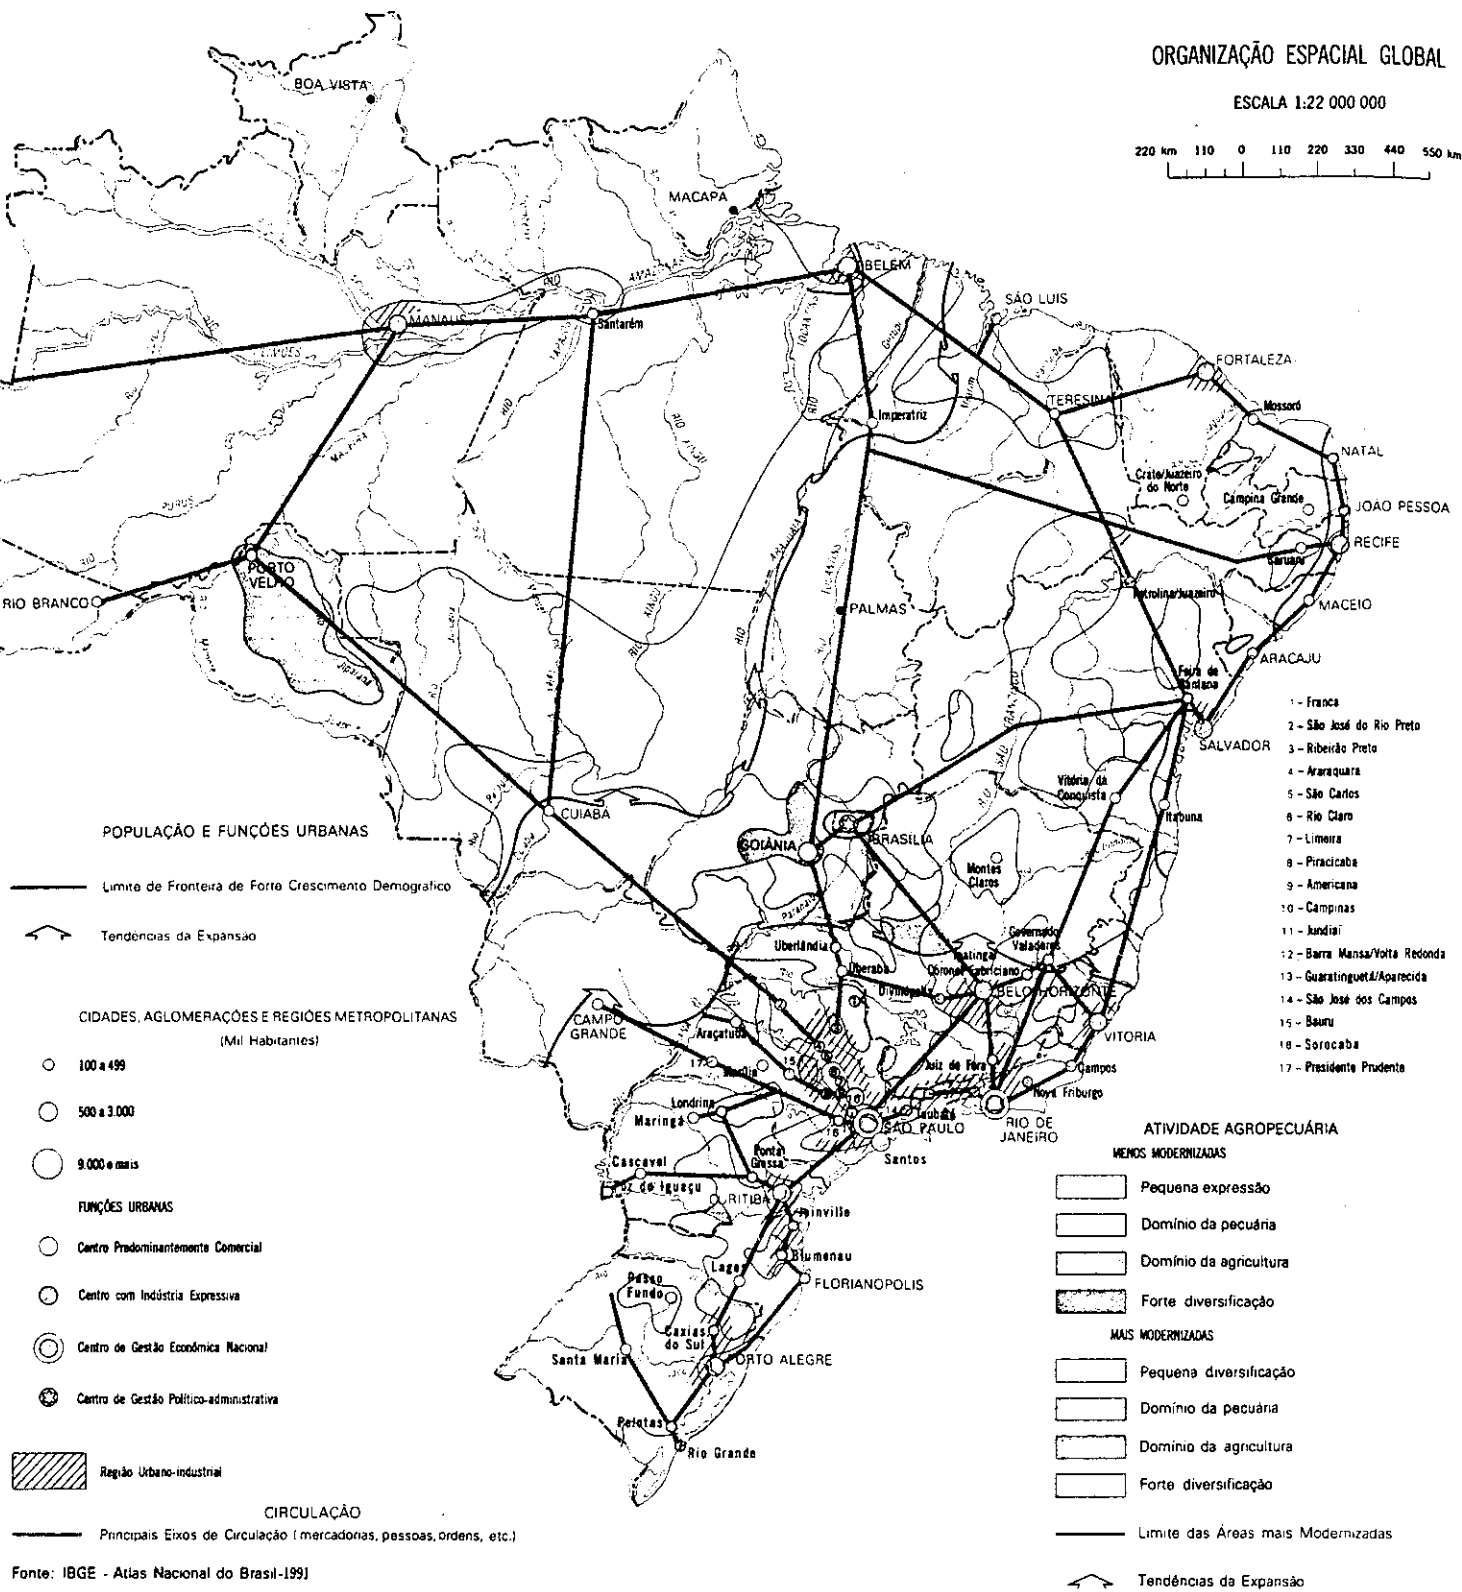 ORGANIZAÇÃO ESPACIAL GLOBAL
ESCALA 1:22 000 000
220 km 110 0 110 220 330 440 550 km
BOA VISTA
MACAPA
BELEM
SÃO LUIS
MANAUS
Santarém
FORTALEZA
TERESINA
Imperatriz
Mossoró
NATAL
Crato/Juazeiro
do Norte
Campina Grande
JOÃO PESSOA
RECIFE
Caruaru
PORTO
VELHO
RIO BRANCO
PALMAS
Petrolina/Juazeiro
MACEIO
ARACAJU
Feira de
Santana
SALVADOR
Vitória da
Conquista
Itabuna
CUIABA
GOIÂNIA
BRASÍLIA
Montes
Claros
Uberlândia
Uberaba
Divinópolis
Governador
Valadares
Ipatinga
Coronel Fabriciano
BELO HORIZONTE
VITORIA
CAMPO
GRANDE
Araçatuba
Marília
Juiz de Fora
Campos
Nova Friburgo
Londrina
Maringá
Taubaté
SÃO PAULO
RIO DE
JANEIRO
Santos
Ponta
Grossa
Cascavel
Foz do Iguaçu
RITIBA
Joinville
Blumenau
Lages
FLORIANOPOLIS
Passo
Fundo
Caxias
do Sul
Santa Maria
PORTO ALEGRE
Pelotas
Rio Grande
1 - Franca
2 - São José do Rio Preto
3 - Ribeirão Preto
4 - Araraquara
5 - São Carlos
6 - Rio Claro
7 - Limeira
8 - Piracicaba
9 - Americana
10 - Campinas
11 - Jundiaí
12 - Barra Mansa/Volta Redonda
13 - Guaratinguetá/Aparecida
14 - São José dos Campos
15 - Bauru
16 - Sorocaba
17 - Presidente Prudente
POPULAÇÃO E FUNÇÕES URBANAS
Limite de Fronteira de Forte Crescimento Demografico
Tendências da Expansão
CIDADES, AGLOMERAÇÕES E REGIÕES METROPOLITANAS
(Mil Habitantes)
100 a 499
500 a 3.000
9.000 e mais
FUNÇÕES URBANAS
Centro Predominantemente Comercial
Centro com Indústria Expressiva
Centro de Gestão Econômica Nacional
Centro de Gestão Político-administrativa
Região Urbano-industrial
CIRCULAÇÃO
Principais Eixos de Circulação (mercadorias, pessoas, ordens, etc.)
Fonte: IBGE - Atlas Nacional do Brasil-1991
ATIVIDADE AGROPECUÁRIA
MENOS MODERNIZADAS
Pequena expressão
Domínio da pecuária
Domínio da agricultura
Forte diversificação
MAIS MODERNIZADAS
Pequena diversificação
Domínio da pecuária
Domínio da agricultura
Forte diversificação
Limite das Áreas mais Modernizadas
Tendências da Expansão